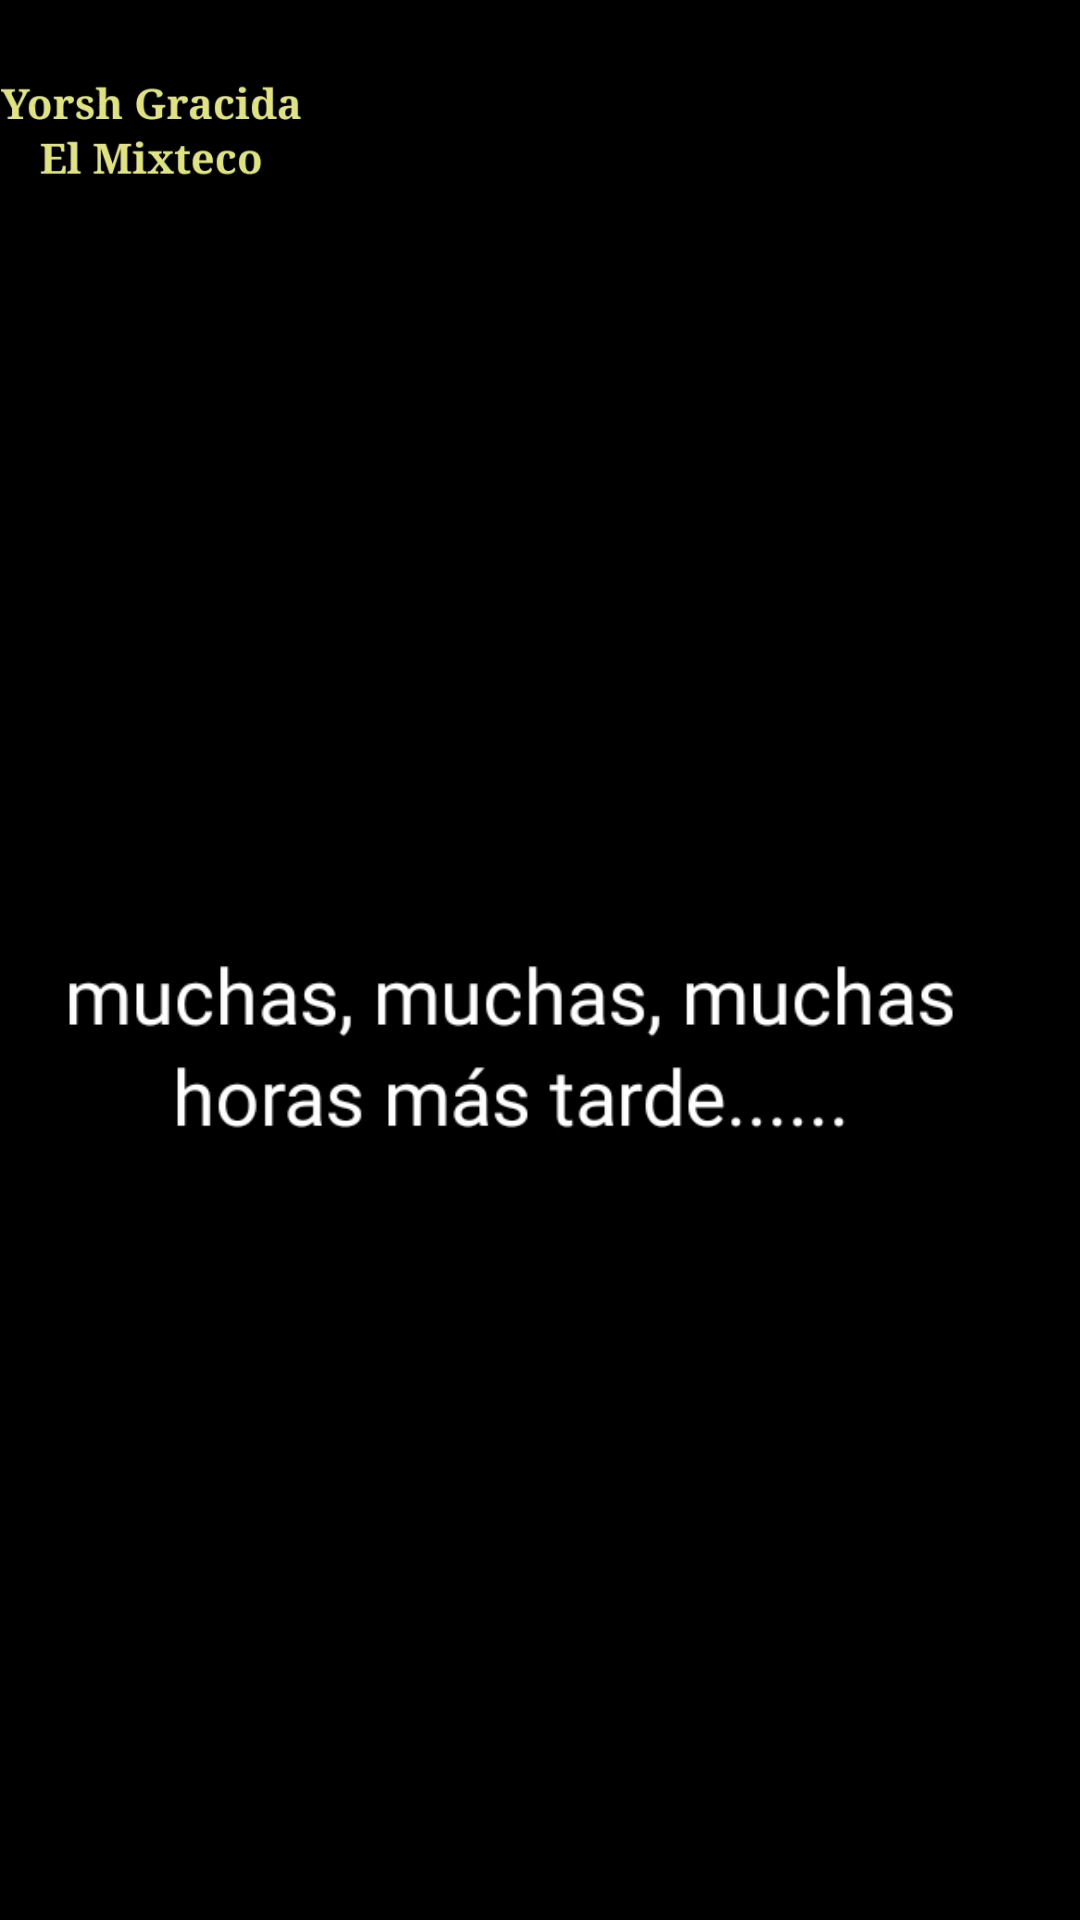 Yorsh Gracida
El Mixteco
muchas, muchas, muchas
horas más tarde......